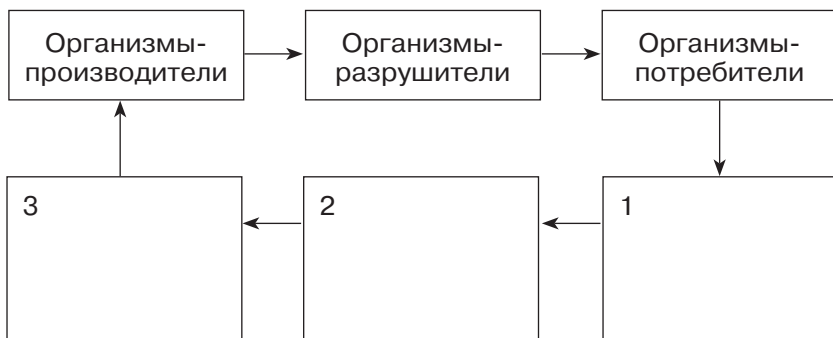 Организмы-
производители
Организмы-
разрушители
Организмы-
потребители
3
2
1